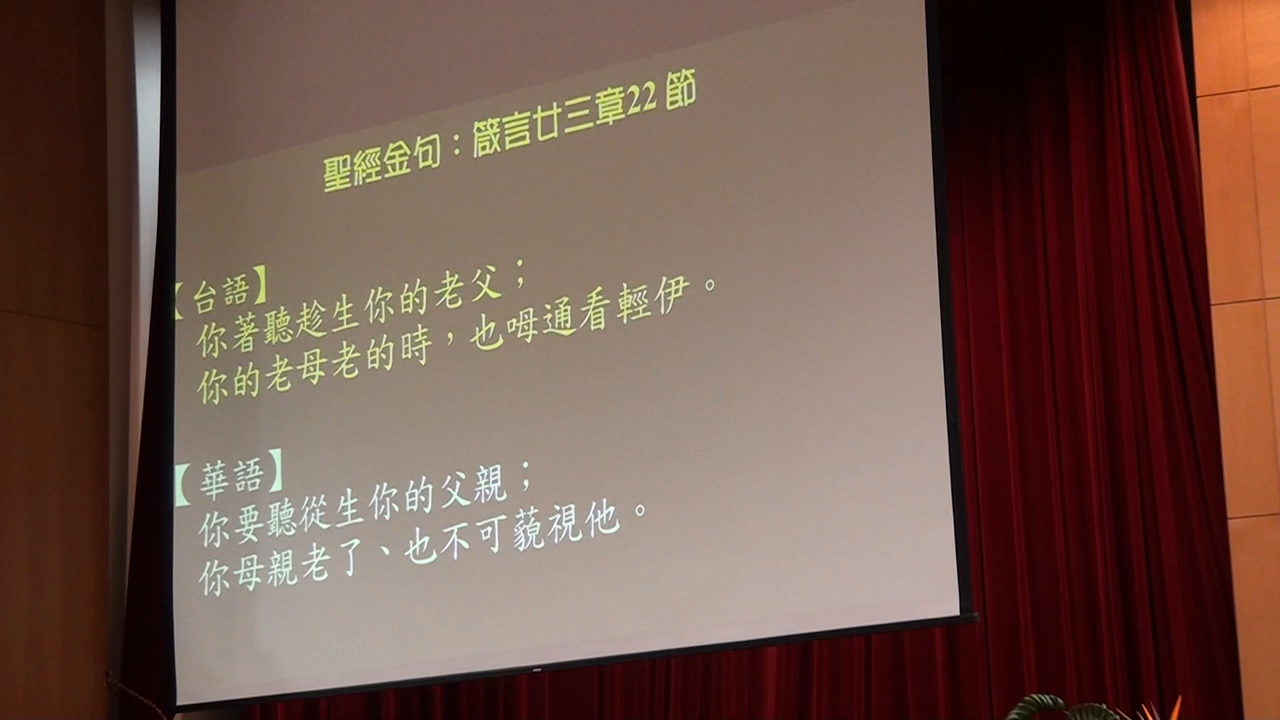 聖經金句：箴言廿三章22 節
【台語】
你著聽趁生你的老父；
你的老母老的時，也呣通看輕伊。
【華語】
你要聽從生你的父親；
你母親老了、也不可藐視他。